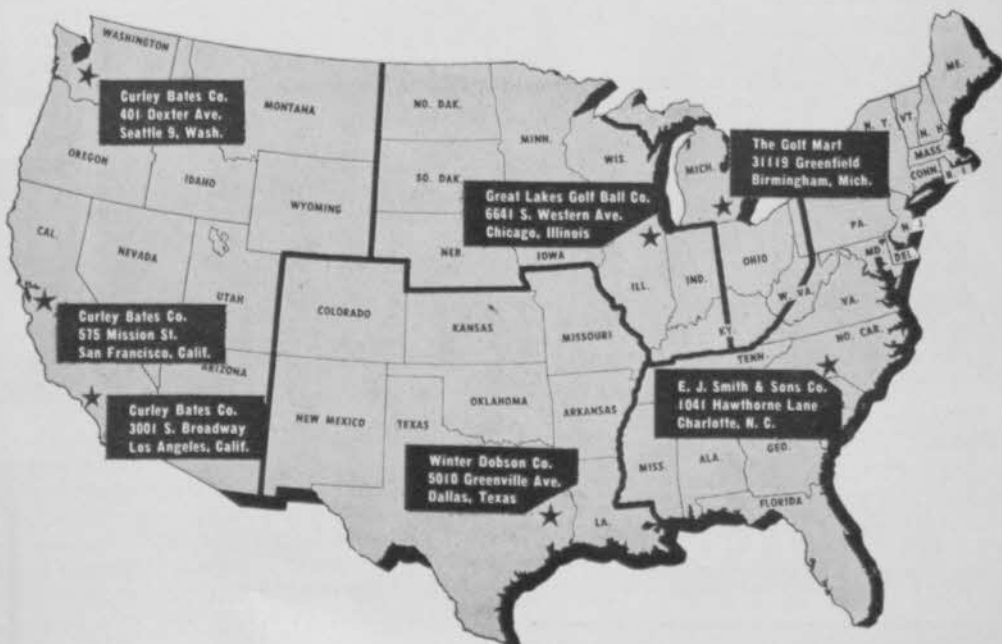 WASHINGTON
Curley Bates Co.
401 Dexter Ave.
Seattle 9, Wash.
OREGON
IDAHO
MONTANA
WYOMING
NO. DAK.
SO. DAK.
NEB.
MINN.
WIS.
IOWA
MICH.
The Golf Mart
31119 Greenfield
Birmingham, Mich.
Great Lakes Golf Ball Co.
6641 S. Western Ave.
Chicago, Illinois
ME.
N. Y.
VT.
N. H.
MASS.
CONN.
R. I.
PA.
N. J.
MD.
DEL.
OHIO
W. VA.
VA.
ILL.
IND.
KY.
CAL.
NEVADA
UTAH
COLORADO
KANSAS
MISSOURI
Curley Bates Co.
575 Mission St.
San Francisco, Calif.
ARIZONA
Curley Bates Co.
3001 S. Broadway
Los Angeles, Calif.
NEW MEXICO
TEXAS
OKLAHOMA
ARKANSAS
TENN.
NO. CAR.
E. J. Smith & Sons Co.
1041 Hawthorne Lane
Charlotte, N. C.
Winter Dobson Co.
5010 Greenville Ave.
Dallas, Texas
LA.
MISS.
ALA.
GEO.
FLORIDA